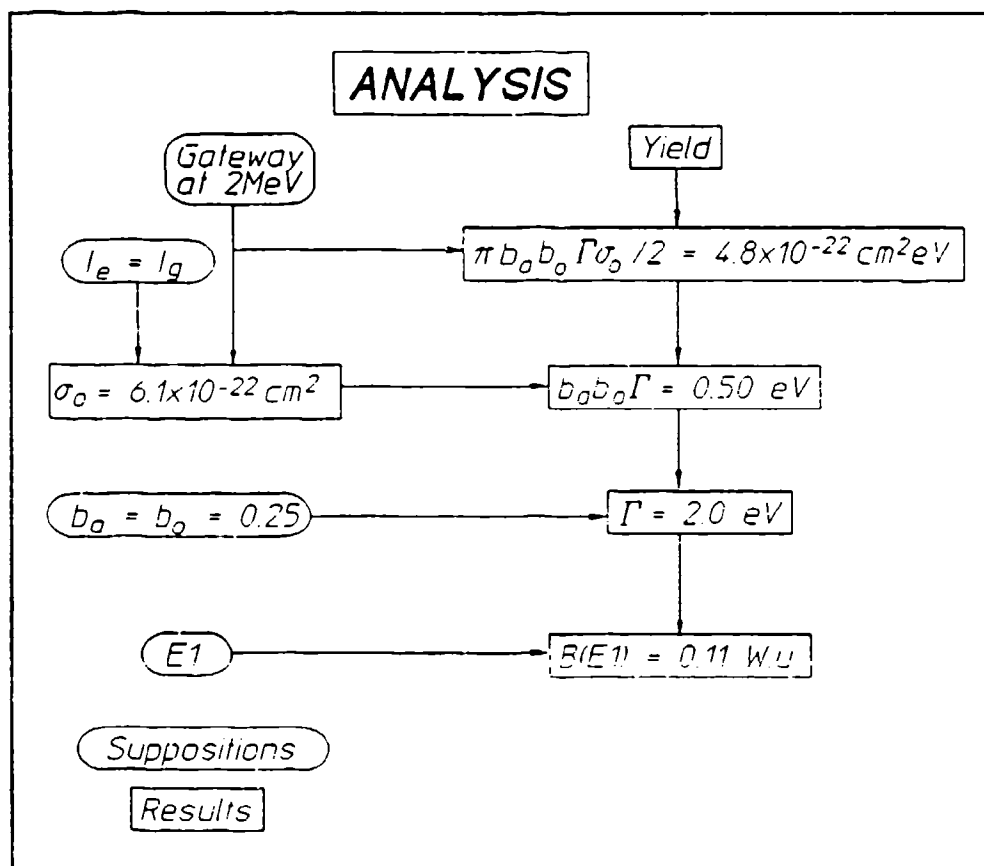 ANALYSIS
Gateway
at 2MeV
Yield
I_e = I_g
πb_a b_o Γσ_o /2 = 4.8x10^-22 cm^2 eV
σ_o = 6.1x10^-22 cm^2
b_a b_o Γ = 0.50 eV
b_a = b_o = 0.25
Γ = 2.0 eV
E1
B(E1) = 0.11 W.u
Suppositions
Results